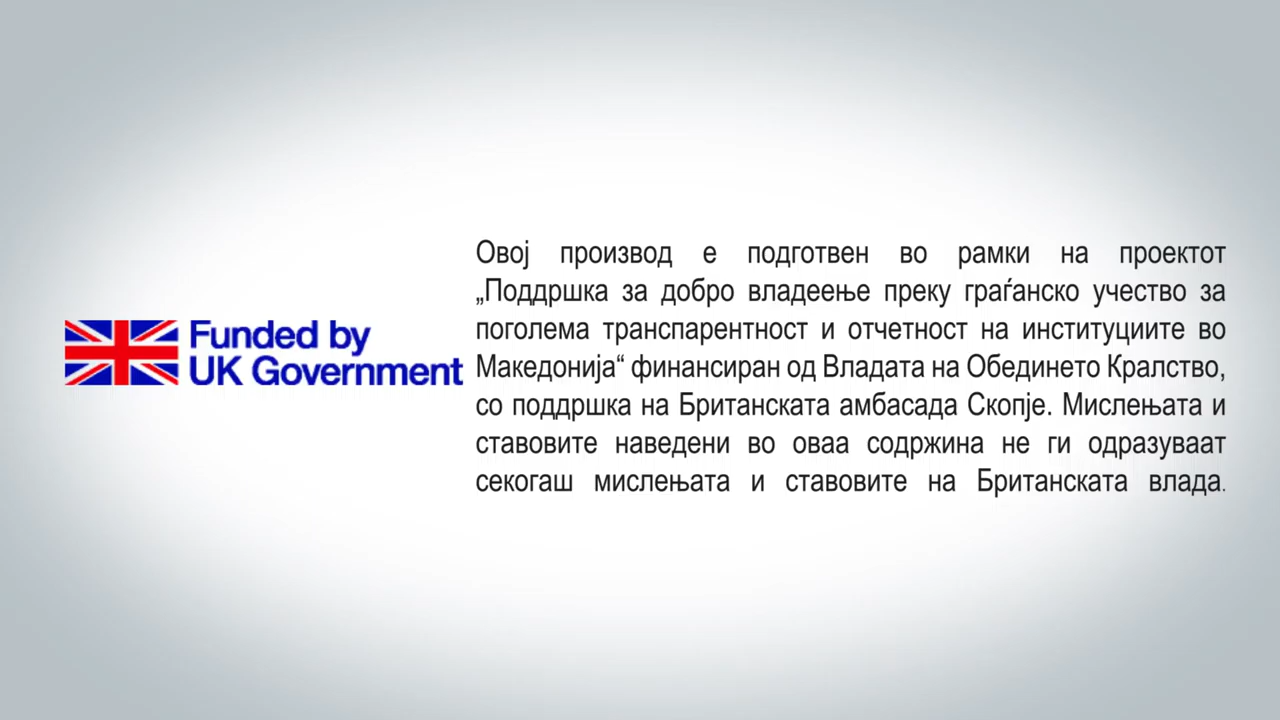 Funded by
UK Government
Овој производ е подготвен во рамки на проектот
„Поддршка за добро владеење преку граѓанско учество за
поголема транспарентност и отчетност на институциите во
Македонија“ финансиран од Владата на Обединето Кралство,
со поддршка на Британската амбасада Скопје. Мислењата и
ставовите наведени во оваа содржина не ги одразуваат
секогаш мислењата и ставовите на Британската влада.